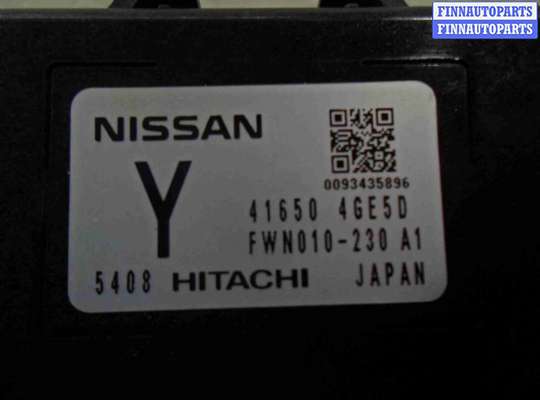 FINNAUTOPARTS
FINNAUTOPARTS
NISSAN
0093435896
Y
41650 4GE5D
FWN010-230 A1
5408 HITACHI JAPAN